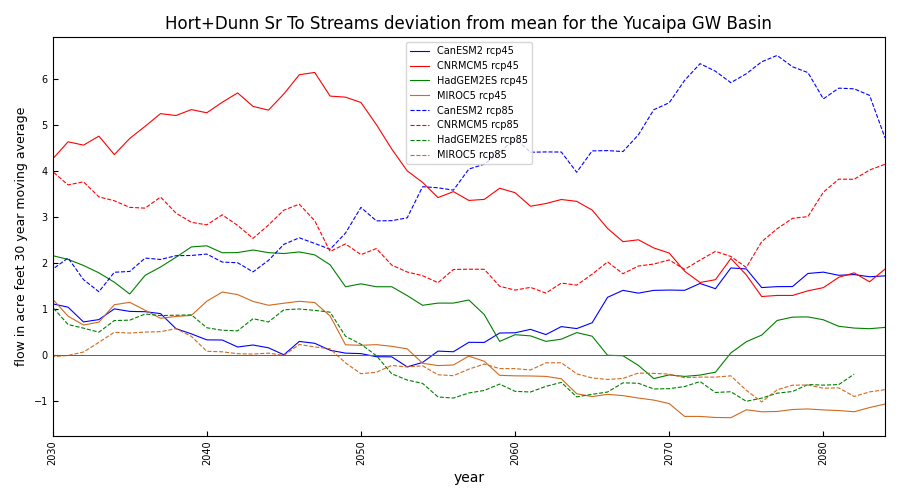 Hort+Dunn Sr To Streams deviation from mean for the Yucaipa GW Basin
CanESM2 rcp45
CNRMCM5 rcp45
HadGEM2ES rcp45
MIROC5 rcp45
CanESM2 rcp85
CNRMCM5 rcp85
HadGEM2ES rcp85
MIROC5 rcp85
flow in acre feet 30 year moving average
6
5
4
3
2
1
0
−1
2030
2040
2050
2060
2070
2080
year